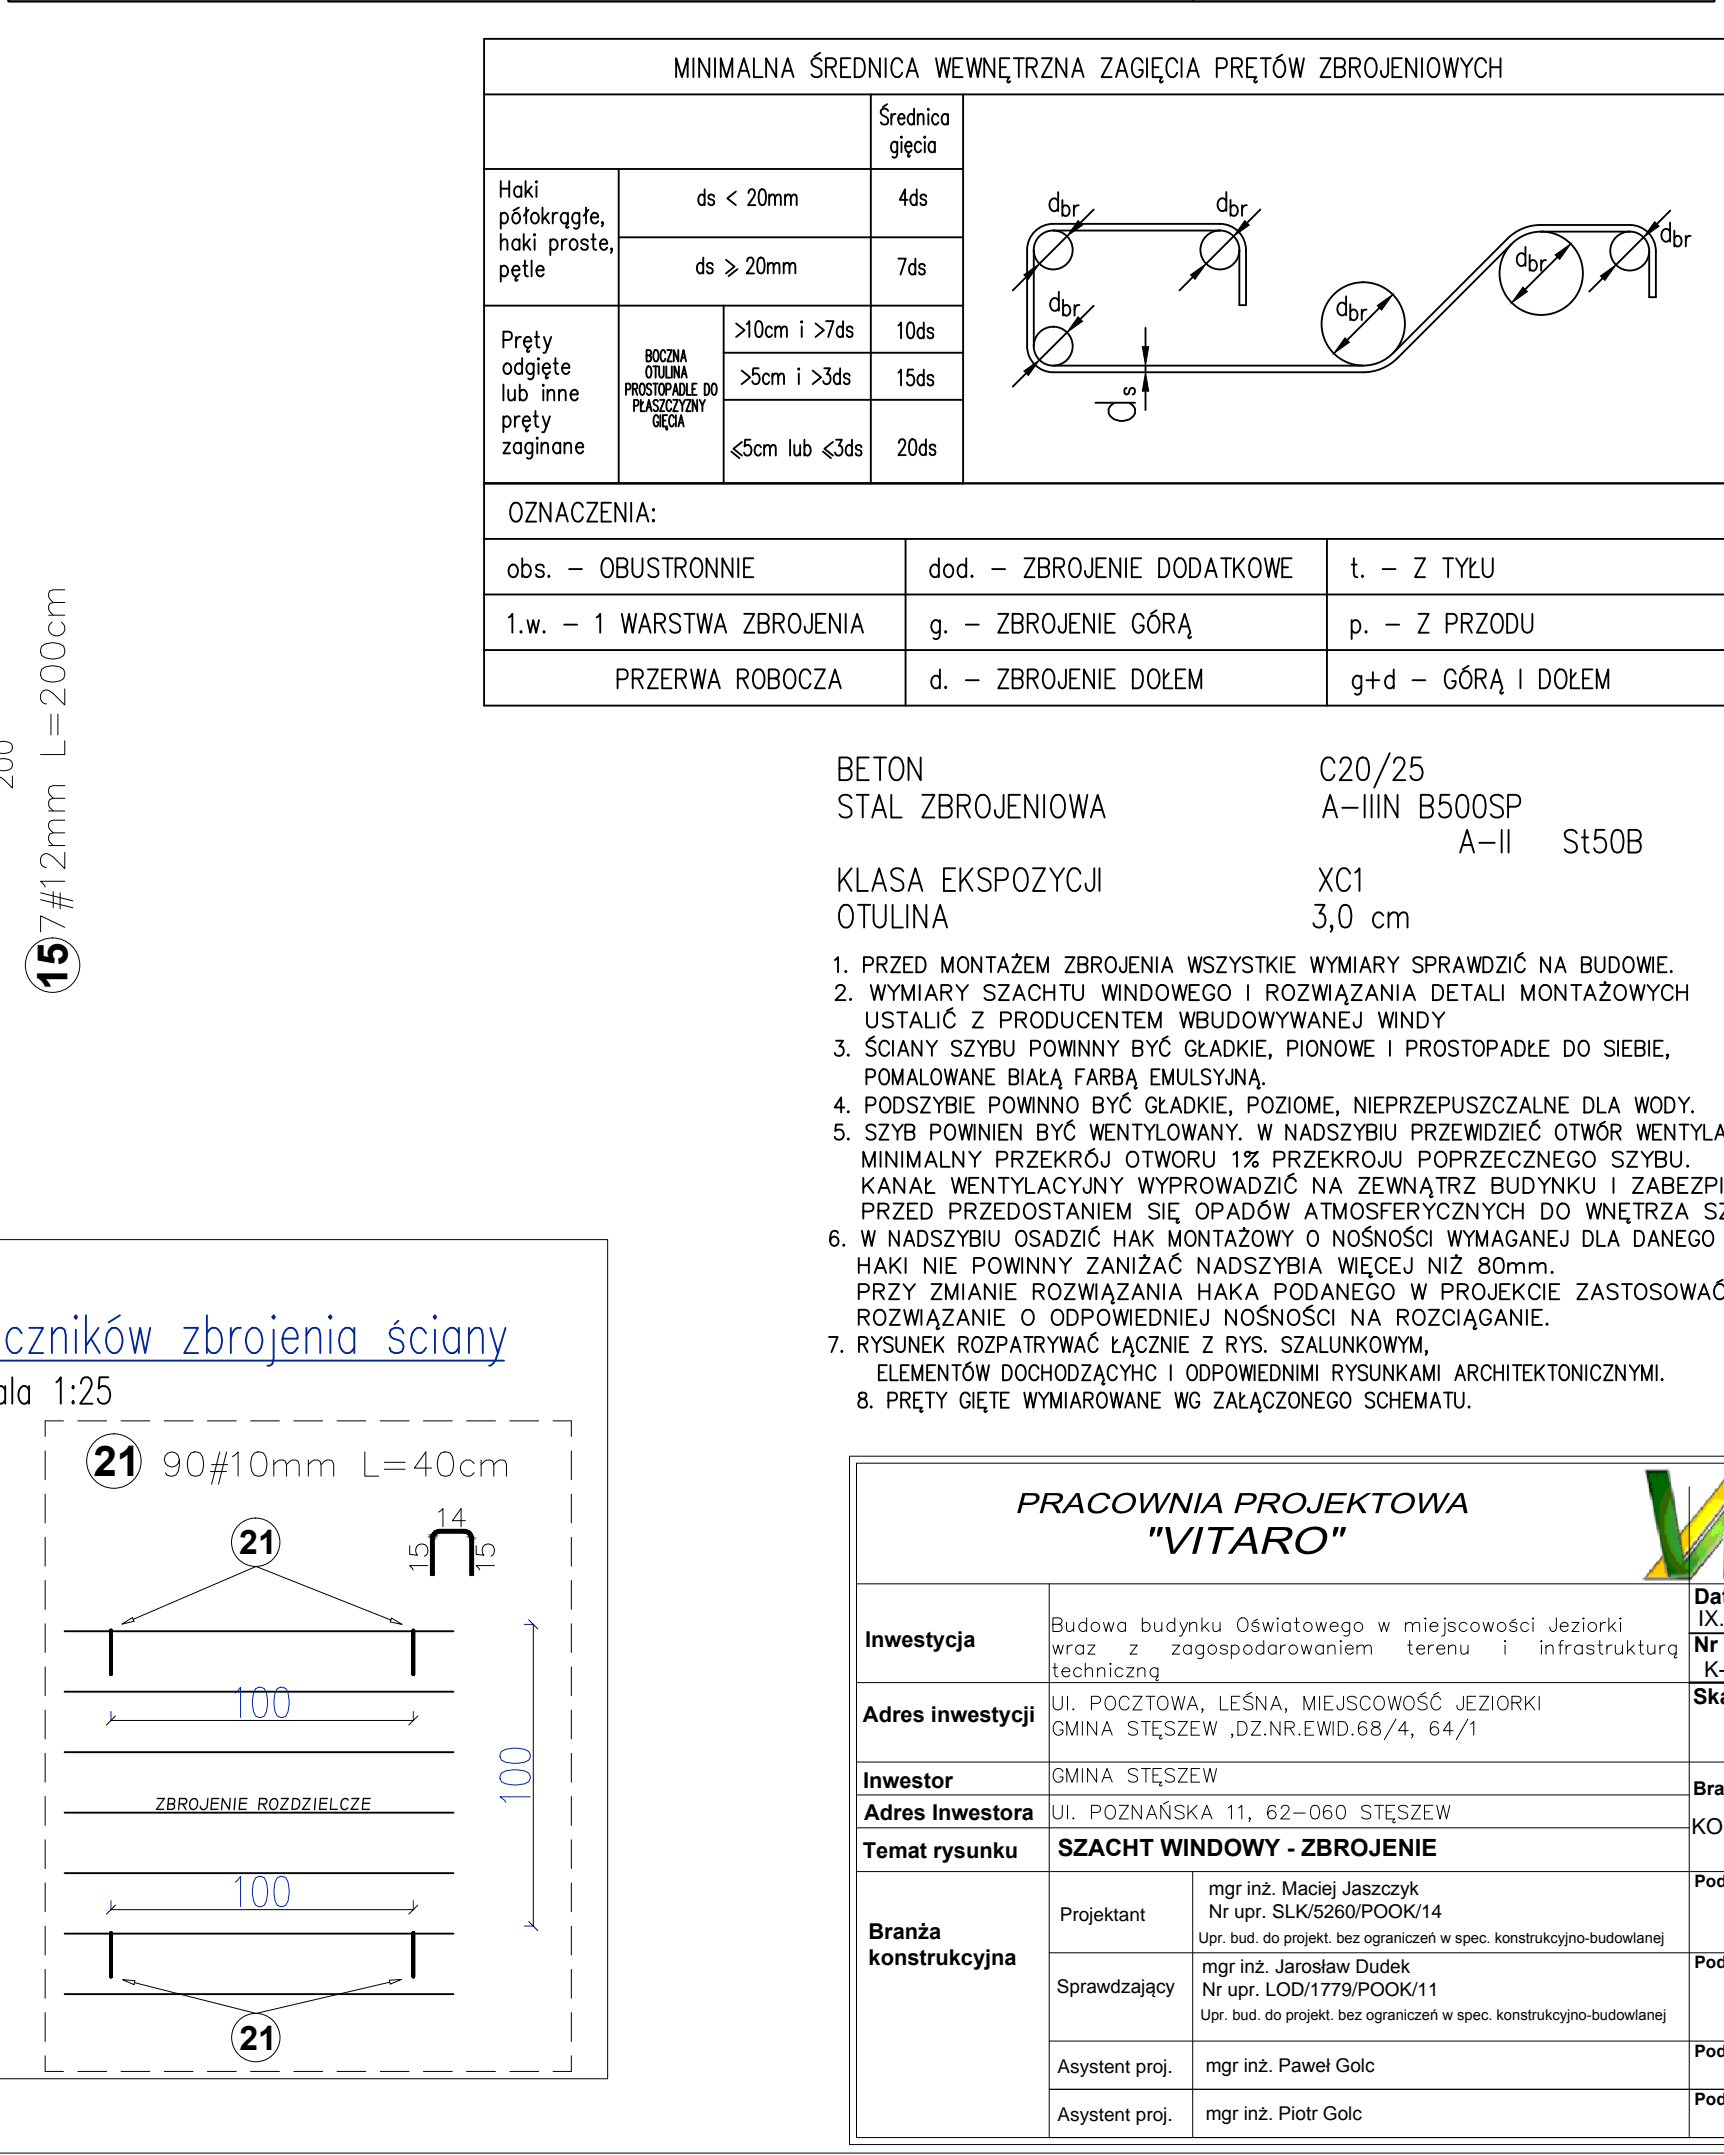 MINIMALNA ŚREDNICA WEWNĘTRZNA ZAGIĘCIA PRĘTÓW ZBROJENIOWYCH
Średnica
gięcia
Haki
półokrągłe,
haki proste,
pętle
ds < 20mm
4ds
ds ⩾ 20mm
7ds
Pręty
odgięte
lub inne
pręty
zaginane
BOCZNA
OTULINA
PROSTOPADLE DO
PŁASZCZYZNY
GIĘCIA
>10cm i >7ds
10ds
>5cm i >3ds
15ds
⩽5cm lub ⩽3ds
20ds
dbr
dbr
dbr
dbr
dbr
dbr
ds
OZNACZENIA:
obs. – OBUSTRONNIE
dod. – ZBROJENIE DODATKOWE
t. – Z TYŁU
1.w. – 1 WARSTWA ZBROJENIA
g. – ZBROJENIE GÓRĄ
p. – Z PRZODU
PRZERWA ROBOCZA
d. – ZBROJENIE DOŁEM
g+d – GÓRĄ I DOŁEM
200
15 7#12mm L=200cm
BETON C20/25
STAL ZBROJENIOWA A–IIIN B500SP
A–II St50B
KLASA EKSPOZYCJI XC1
OTULINA 3,0 cm
1. PRZED MONTAŻEM ZBROJENIA WSZYSTKIE WYMIARY SPRAWDZIĆ NA BUDOWIE.
2. WYMIARY SZACHTU WINDOWEGO I ROZWIĄZANIA DETALI MONTAŻOWYCH
USTALIĆ Z PRODUCENTEM WBUDOWYWANEJ WINDY
3. ŚCIANY SZYBU POWINNY BYĆ GŁADKIE, PIONOWE I PROSTOPADŁE DO SIEBIE,
POMALOWANE BIAŁĄ FARBĄ EMULSYJNĄ.
4. PODSZYBIE POWINNO BYĆ GŁADKIE, POZIOME, NIEPRZEPUSZCZALNE DLA WODY.
5. SZYB POWINIEN BYĆ WENTYLOWANY. W NADSZYBIU PRZEWIDZIEĆ OTWÓR WENTYLA
MINIMALNY PRZEKRÓJ OTWORU 1% PRZEKROJU POPRZECZNEGO SZYBU.
KANAŁ WENTYLACYJNY WYPROWADZIĆ NA ZEWNĄTRZ BUDYNKU I ZABEZPI
PRZED PRZEDOSTANIEM SIĘ OPADÓW ATMOSFERYCZNYCH DO WNĘTRZA SZ
6. W NADSZYBIU OSADZIĆ HAK MONTAŻOWY O NOŚNOŚCI WYMAGANEJ DLA DANEGO
HAKI NIE POWINNY ZANIŻAĆ NADSZYBIA WIĘCEJ NIŻ 80mm.
PRZY ZMIANIE ROZWIĄZANIA HAKA PODANEGO W PROJEKCIE ZASTOSOWAĆ
ROZWIĄZANIE O ODPOWIEDNIEJ NOŚNOŚCI NA ROZCIĄGANIE.
7. RYSUNEK ROZPATRYWAĆ ŁĄCZNIE Z RYS. SZALUNKOWYM,
ELEMENTÓW DOCHODZĄCYHC I ODPOWIEDNIMI RYSUNKAMI ARCHITEKTONICZNYMI.
8. PRĘTY GIĘTE WYMIAROWANE WG ZAŁĄCZONEGO SCHEMATU.
czników zbrojenia ściany
ala 1:25
21 90#10mm L=40cm
14
15
15
21
100
100
ZBROJENIE ROZDZIELCZE
100
21
PRACOWNIA PROJEKTOWA
"VITARO"
Inwestycja
Budowa budynku Oświatowego w miejscowości Jeziorki
wraz z zagospodarowaniem terenu i infrastrukturą
techniczną
Dat
IX.
Nr
K-
Adres inwestycji
Ul. POCZTOWA, LEŚNA, MIEJSCOWOŚĆ JEZIORKI
GMINA STĘSZEW ,DZ.NR.EWID.68/4, 64/1
Ska
Inwestor
GMINA STĘSZEW
Bra
Adres Inwestora
Ul. POZNAŃSKA 11, 62–060 STĘSZEW
KO
Temat rysunku
SZACHT WINDOWY - ZBROJENIE
Branża
konstrukcyjna
Projektant
mgr inż. Maciej Jaszczyk
Nr upr. SLK/5260/POOK/14
Upr. bud. do projekt. bez ograniczeń w spec. konstrukcyjno-budowlanej
Pod
Sprawdzający
mgr inż. Jarosław Dudek
Nr upr. LOD/1779/POOK/11
Upr. bud. do projekt. bez ograniczeń w spec. konstrukcyjno-budowlanej
Pod
Asystent proj.
mgr inż. Paweł Golc
Pod
Asystent proj.
mgr inż. Piotr Golc
Pod